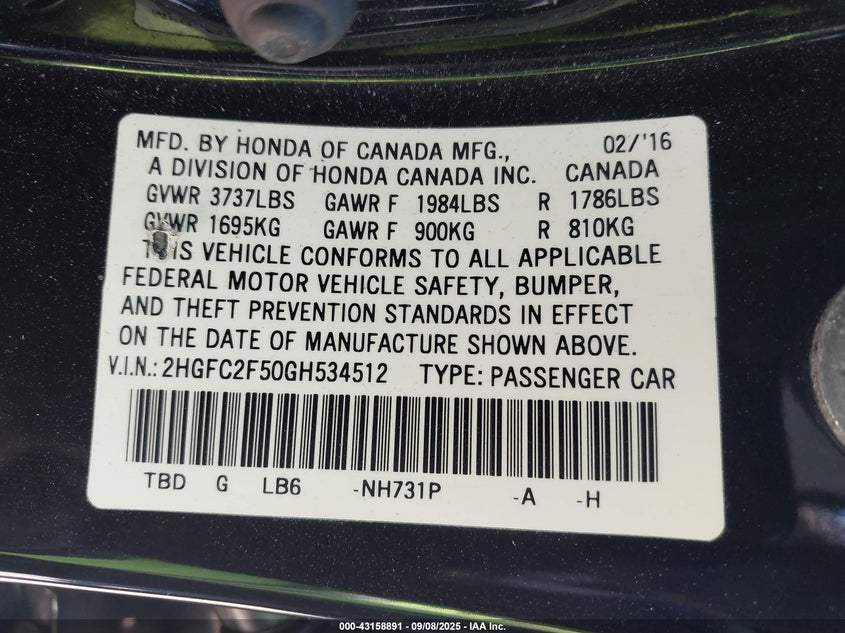 MFD. BY HONDA OF CANADA MFG., 02/'16
A DIVISION OF HONDA CANADA INC. CANADA
GVWR 3737LBS GAWR F 1984LBS R 1786LBS
GVWR 1695KG GAWR F 900KG R 810KG
THIS VEHICLE CONFORMS TO ALL APPLICABLE
FEDERAL MOTOR VEHICLE SAFETY, BUMPER,
AND THEFT PREVENTION STANDARDS IN EFFECT
ON THE DATE OF MANUFACTURE SHOWN ABOVE.
V.I.N.: 2HGFC2F50GH534512 TYPE: PASSENGER CAR
TBD G LB6 -NH731P -A -H
000-43158891 - 09/08/2025 - IAA Inc.